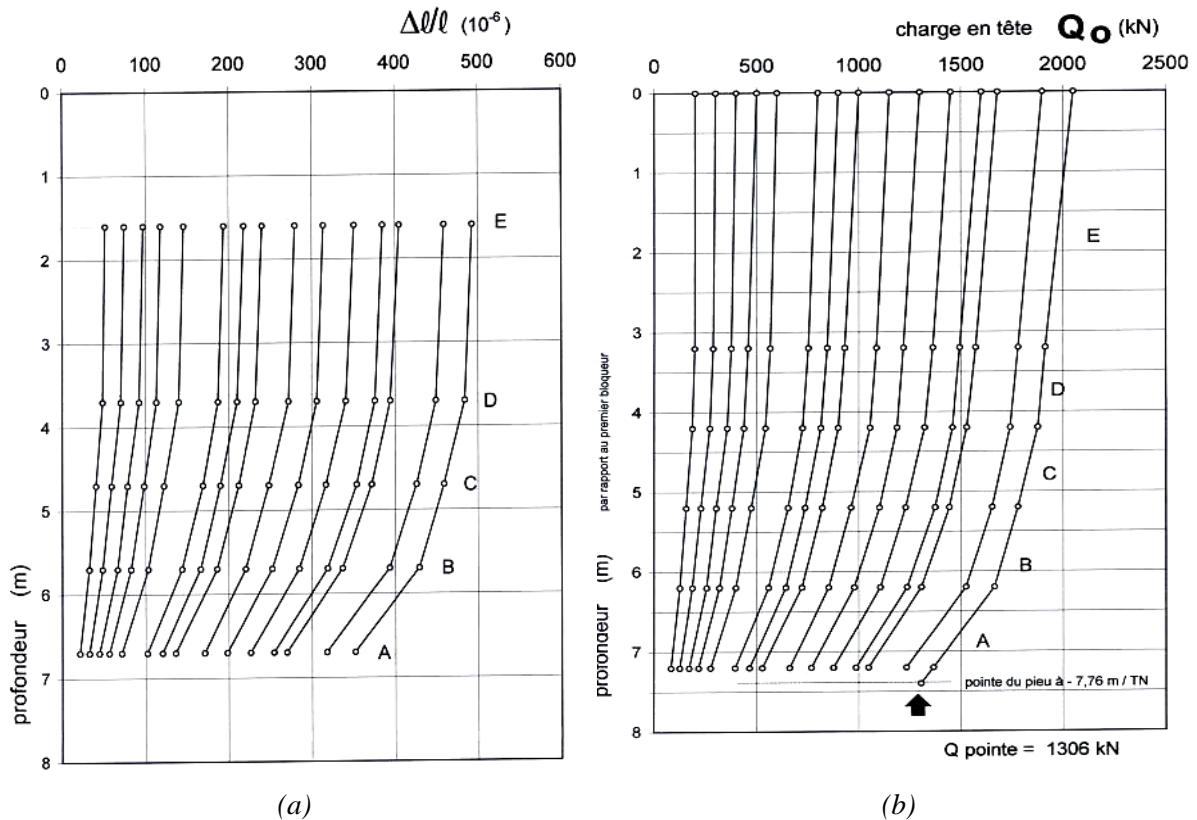 Δℓ/ℓ (10⁻⁶)
0 100 200 300 400 500 600
0
1
2
3
4
5
6
7
8
profondeur (m)
E
D
C
B
A
(a)
charge en tête Qo (kN)
0 500 1000 1500 2000 2500
0
1
2
3
4
5
6
7
8
par rapport au premier bloqueur
profondeur (m)
E
D
C
B
A
pointe du pieu à - 7,76 m / TN
Q pointe = 1306 kN
(b)